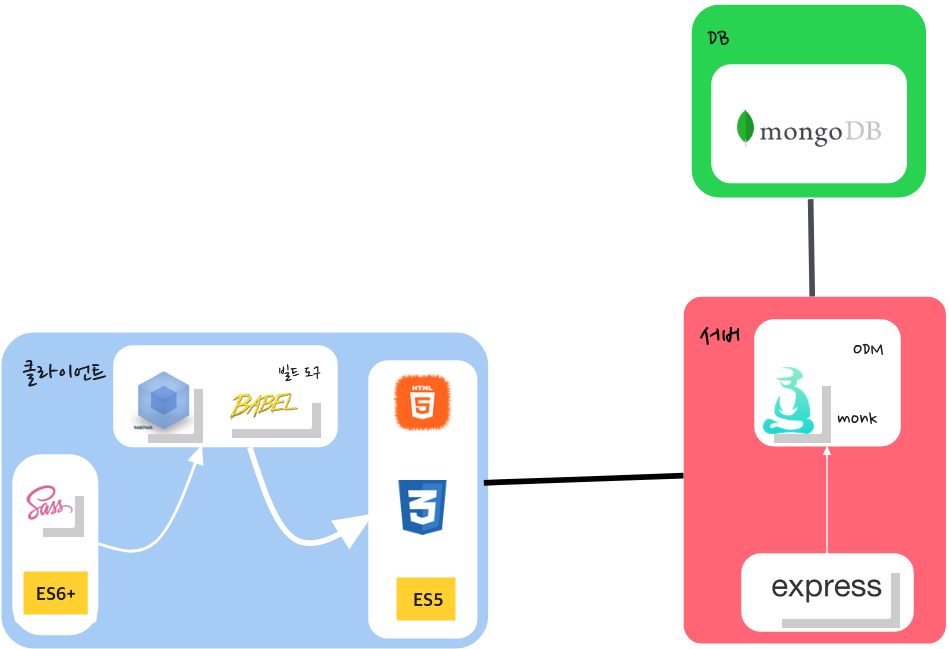 DB
mongoDB
서버
ODM
monk
express
클라이언트
빌드 도구
webpack
BABEL
Sass
ES6+
HTML
5
3
ES5